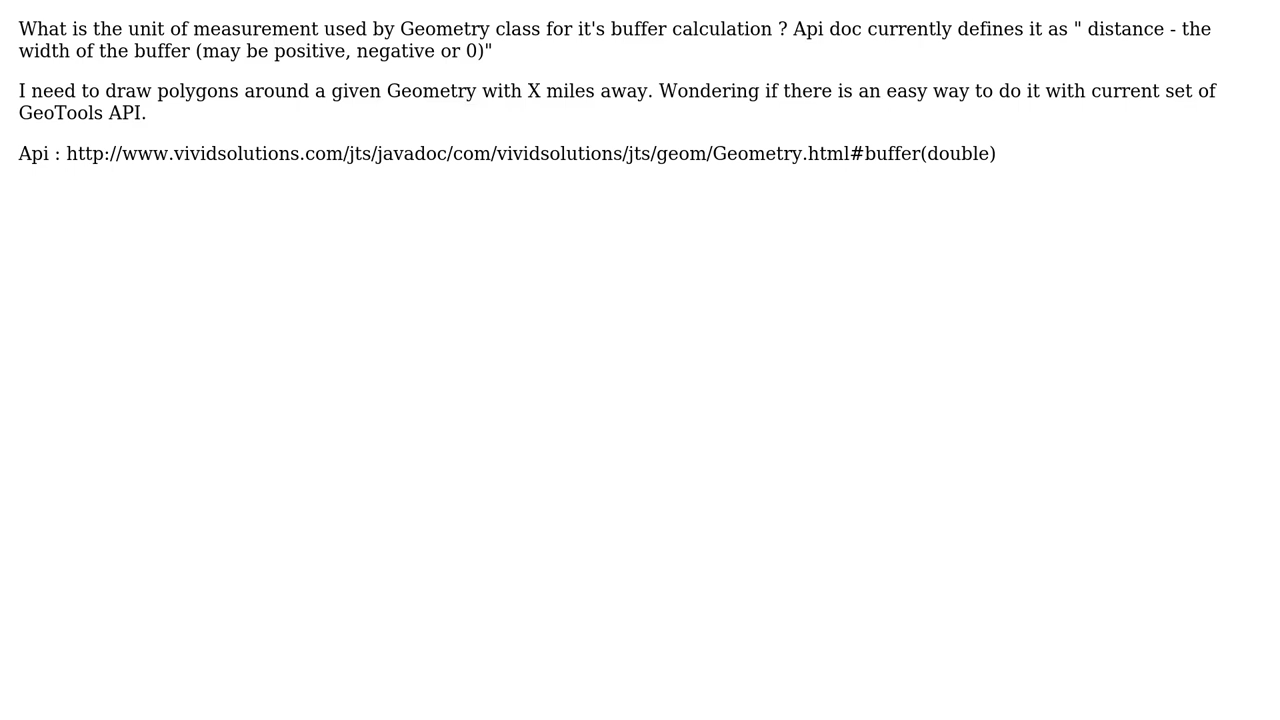 What is the unit of measurement used by Geometry class for it's buffer calculation ? Api doc currently defines it as " distance - the
width of the buffer (may be positive, negative or 0)"
I need to draw polygons around a given Geometry with X miles away. Wondering if there is an easy way to do it with current set of
GeoTools API.
Api : http://www.vividsolutions.com/jts/javadoc/com/vividsolutions/jts/geom/Geometry.html#buffer(double)